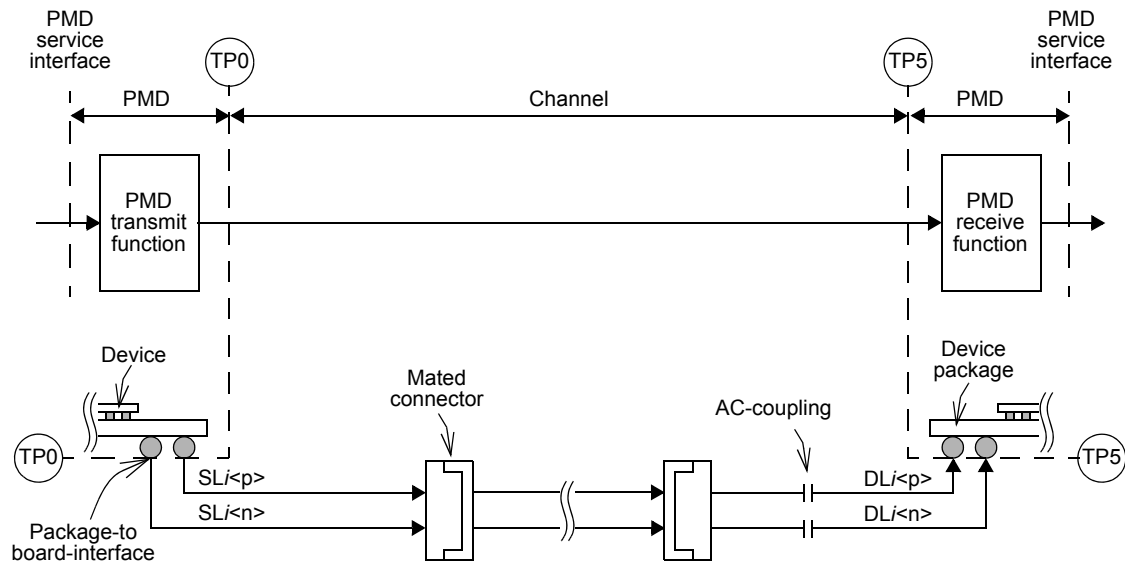 PMD
service
interface
TP0
TP5
PMD
service
interface
PMD
Channel
PMD
PMD
transmit
function
PMD
receive
function
Device
Mated
connector
AC-coupling
Device
package
TP0
TP5
SLi<p>
DLi<p>
SLi<n>
DLi<n>
Package-to
board-interface